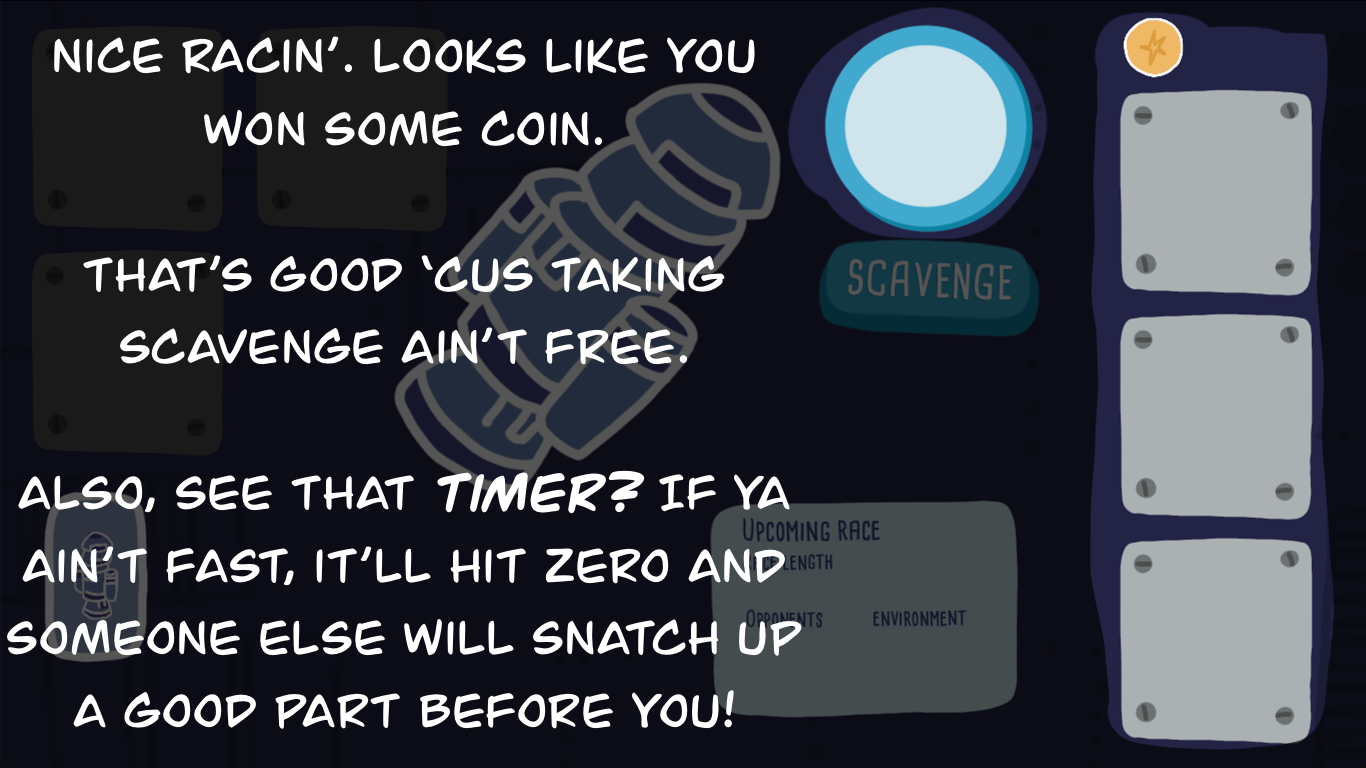 NICE RACIN'. LOOKS LIKE YOU
WON SOME COIN.
THAT'S GOOD 'CUS TAKING
SCAVENGE AIN'T FREE.
ALSO, SEE THAT TIMER? IF YA
AIN'T FAST, IT'LL HIT ZERO AND
SOMEONE ELSE WILL SNATCH UP
A GOOD PART BEFORE YOU!
SCAVENGE
UPCOMING RACE
LENGTH
OPPONENTS ENVIRONMENT